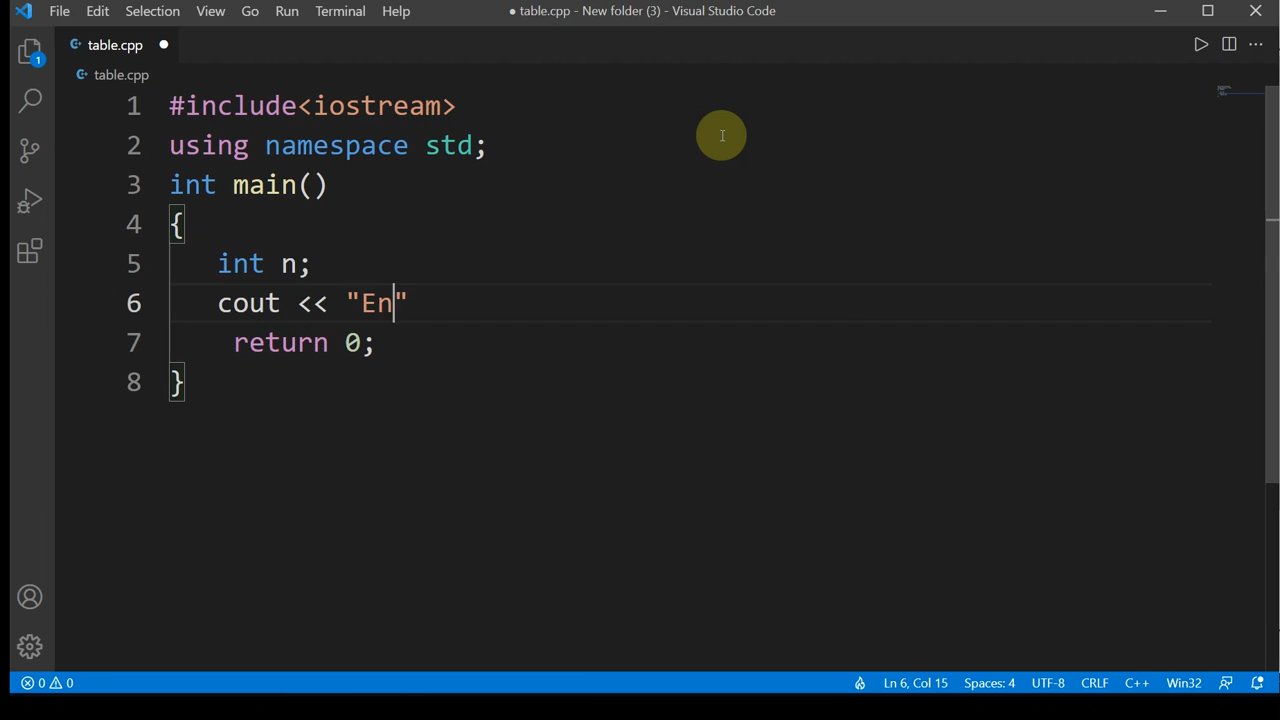 File Edit Selection View Go Run Terminal Help ● table.cpp - New folder (3) - Visual Studio Code
table.cpp ●
table.cpp
1 #include<iostream>
2 using namespace std;
3 int main()
4 {
5 int n;
6 cout << "En"
7 return 0;
8 }
1
0 0 Ln 6, Col 15 Spaces: 4 UTF-8 CRLF C++ Win32